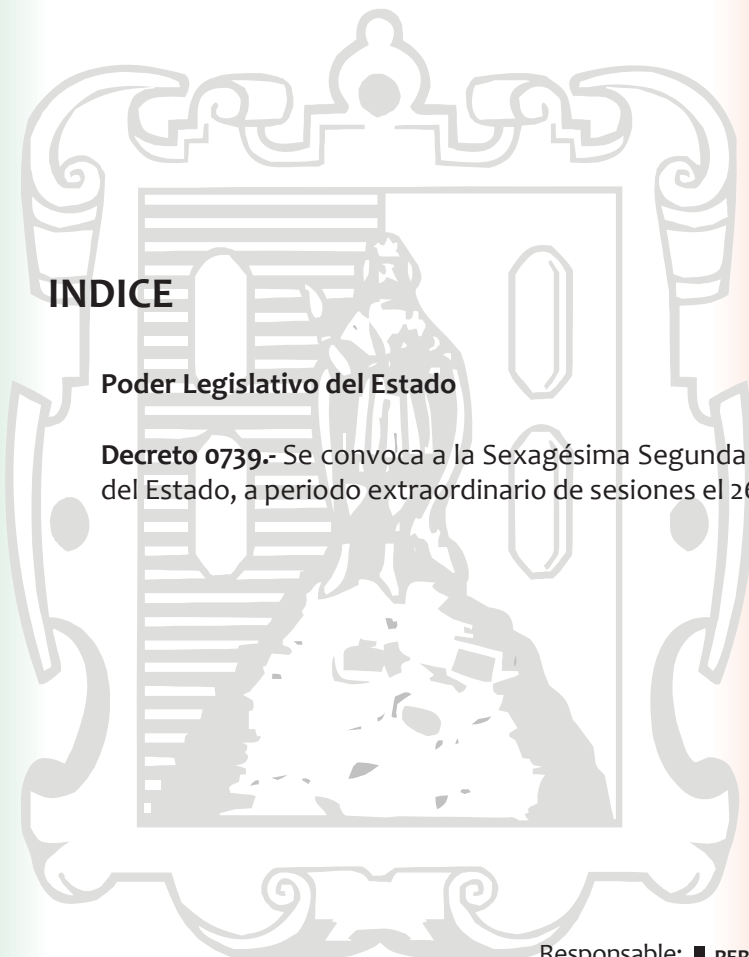 INDICE
Poder Legislativo del Estado
Decreto 0739.- Se convoca a la Sexagésima Segunda
del Estado, a periodo extraordinario de sesiones el 26
Responsable: